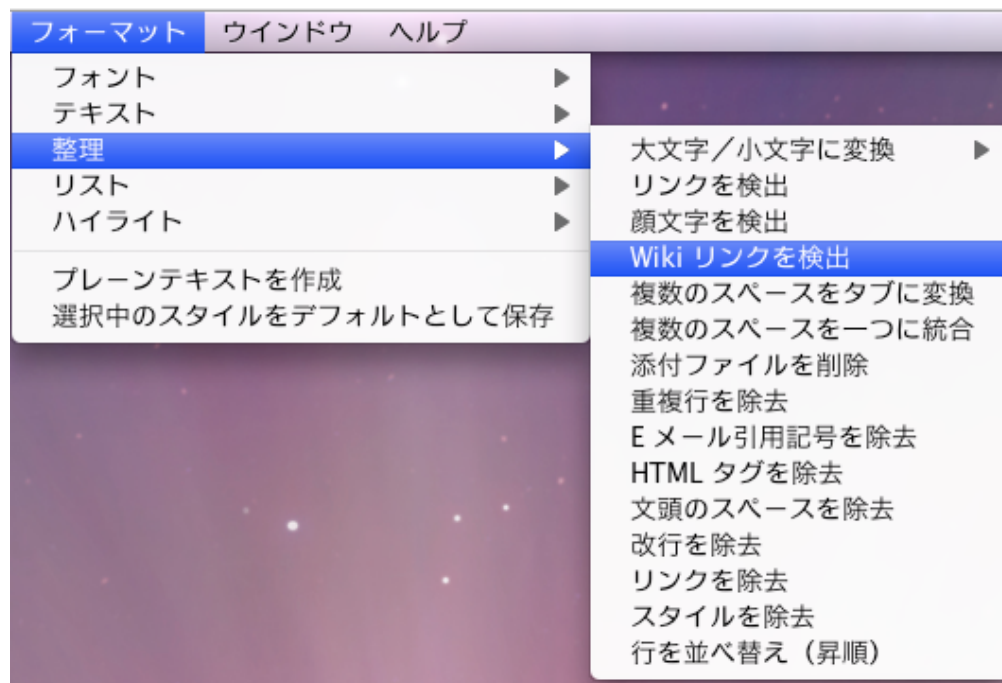 フォーマット ウインドウ ヘルプ
フォント
テキスト
整理
リスト
ハイライト
プレーンテキストを作成
選択中のスタイルをデフォルトとして保存
大文字／小文字に変換
リンクを検出
顔文字を検出
Wiki リンクを検出
複数のスペースをタブに変換
複数のスペースを一つに統合
添付ファイルを削除
重複行を除去
E メール引用記号を除去
HTML タグを除去
文頭のスペースを除去
改行を除去
リンクを除去
スタイルを除去
行を並べ替え（昇順）